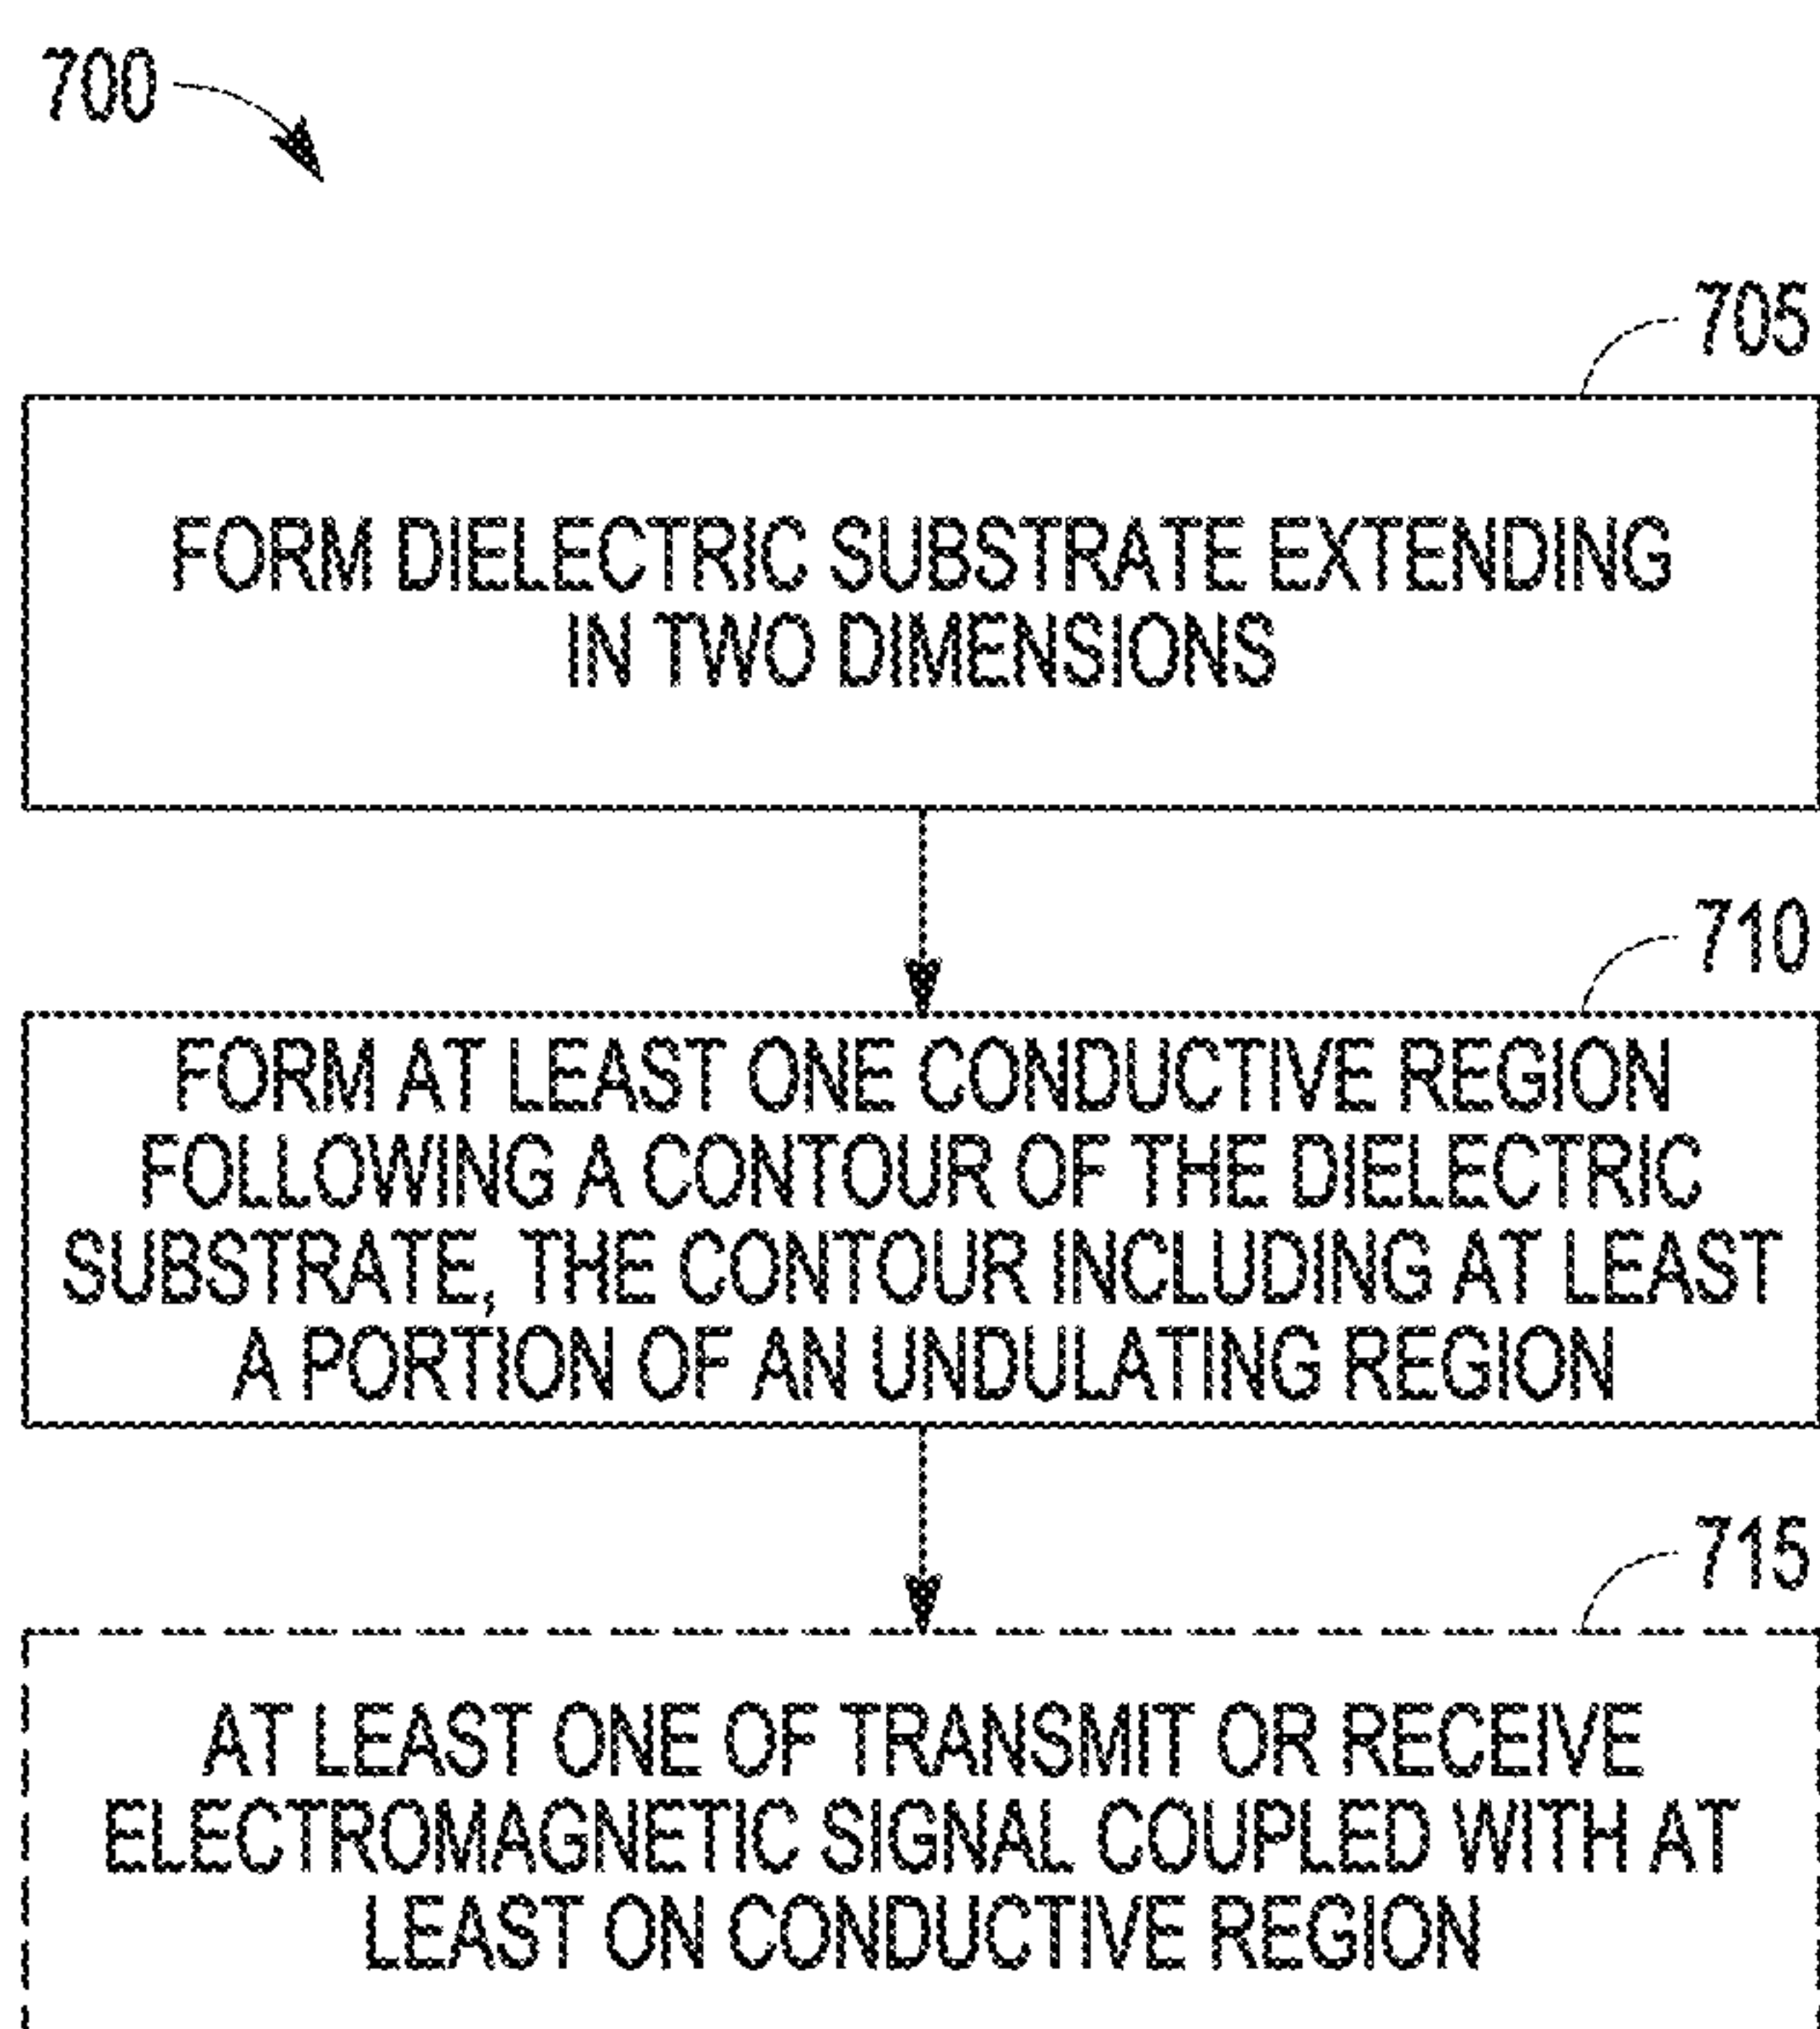 700
705
FORM DIELECTRIC SUBSTRATE EXTENDING
IN TWO DIMENSIONS
710
FORM AT LEAST ONE CONDUCTIVE REGION
FOLLOWING A CONTOUR OF THE DIELECTRIC
SUBSTRATE, THE CONTOUR INCLUDING AT LEAST
A PORTION OF AN UNDULATING REGION
715
AT LEAST ONE OF TRANSMIT OR RECEIVE
ELECTROMAGNETIC SIGNAL COUPLED WITH AT
LEAST ON CONDUCTIVE REGION